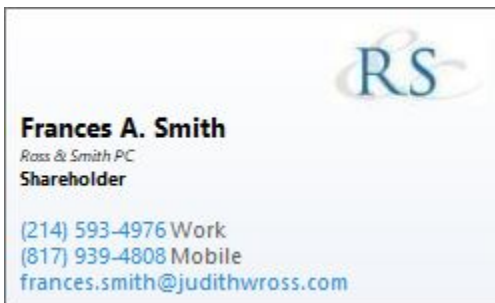 RS
Frances A. Smith
Ross & Smith PC
Shareholder
(214) 593-4976 Work
(817) 939-4808 Mobile
frances.smith@judithwross.com